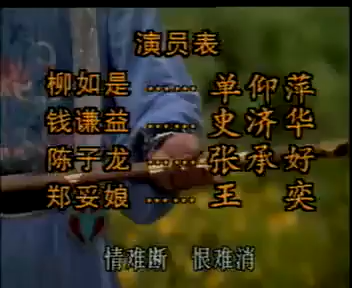 演员表
柳如是 …… 单仰萍
钱谦益 …… 史济华
陈子龙 …… 张承好
郑妥娘 …… 王奕
情难断 恨难消